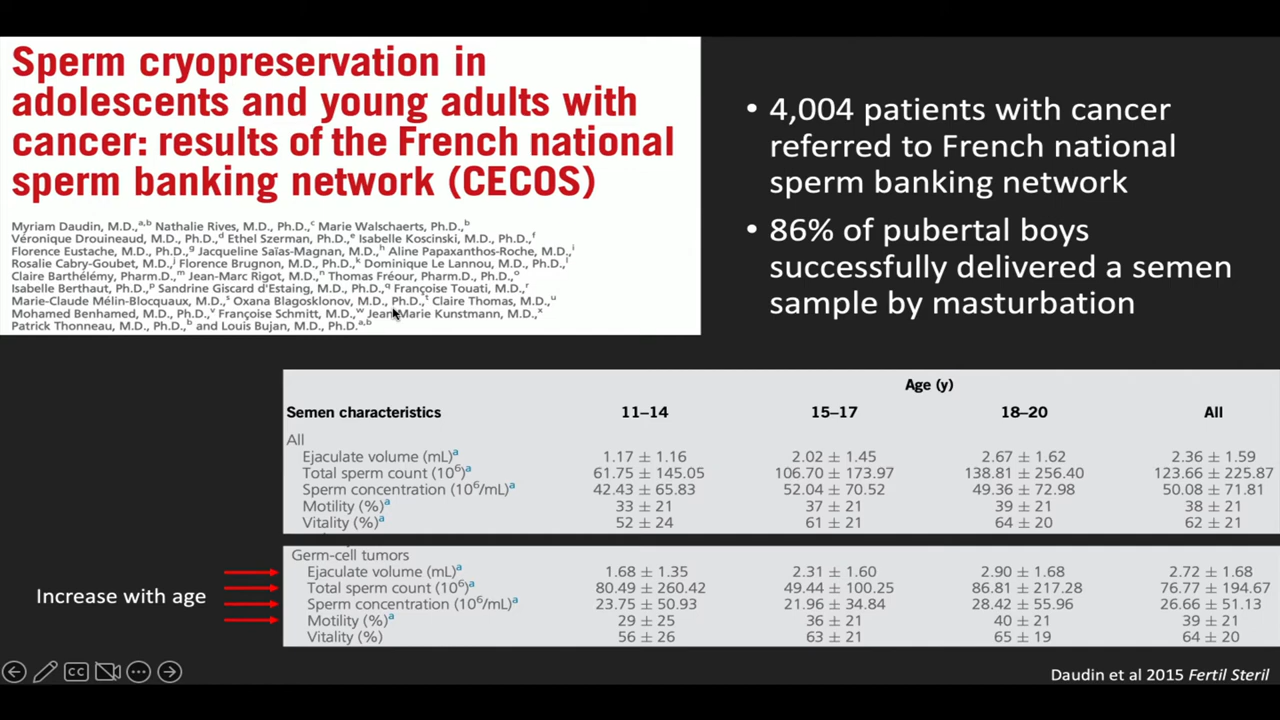 Sperm cryopreservation in
adolescents and young adults with
cancer: results of the French national
sperm banking network (CECOS)
Myriam Daudin, M.D.,a,b Nathalie Rives, M.D., Ph.D.,c Marie Walschaerts, Ph.D.,b
Véronique Drouineaud, M.D., Ph.D.,d Ethel Szerman, Ph.D.,e Isabelle Koscinski, M.D., Ph.D.,f
Florence Eustache, M.D., Ph.D.,g Jacqueline Saïas-Magnan, M.D.,h Aline Papaxanthos-Roche, M.D.,i
Rosalie Cabry-Goubet, M.D.,j Florence Brugnon, M.D., Ph.D.,k Dominique Le Lannou, M.D., Ph.D.,l
Claire Barthélémy, Pharm.D.,m Jean-Marc Rigot, M.D.,n Thomas Fréour, Pharm.D., Ph.D.,o
Isabelle Berthaut, Ph.D.,p Sandrine Giscard d'Estaing, M.D., Ph.D.,q Françoise Touati, M.D.,r
Marie-Claude Mélin-Blocquaux, M.D.,s Oxana Blagosklonov, M.D., Ph.D.,t Claire Thomas, M.D.,u
Mohamed Benhamed, M.D., Ph.D.,v Françoise Schmitt, M.D.,w Jean-Marie Kunstmann, M.D.,x
Patrick Thonneau, M.D., Ph.D.,b and Louis Bujan, M.D., Ph.D.a,b
• 4,004 patients with cancer
referred to French national
sperm banking network
• 86% of pubertal boys
successfully delivered a semen
sample by masturbation
Age (y)
Semen characteristics 11–14 15–17 18–20 All
All
Ejaculate volume (mL)a 1.17 ± 1.16 2.02 ± 1.45 2.67 ± 1.62 2.36 ± 1.59
Total sperm count (10⁶)a 61.75 ± 145.05 106.70 ± 173.97 138.81 ± 256.40 123.66 ± 225.87
Sperm concentration (10⁶/mL)a 42.43 ± 65.83 52.04 ± 70.52 49.36 ± 72.98 50.08 ± 71.81
Motility (%)a 33 ± 21 37 ± 21 39 ± 21 38 ± 21
Vitality (%)a 52 ± 24 61 ± 21 64 ± 20 62 ± 21
Germ-cell tumors
Ejaculate volume (mL)a 1.68 ± 1.35 2.31 ± 1.60 2.90 ± 1.68 2.72 ± 1.68
Total sperm count (10⁶)a 80.49 ± 260.42 49.44 ± 100.25 86.81 ± 217.28 76.77 ± 194.67
Sperm concentration (10⁶/mL)a 23.75 ± 50.93 21.96 ± 34.84 28.42 ± 55.96 26.66 ± 51.13
Motility (%)a 29 ± 25 36 ± 21 40 ± 21 39 ± 21
Vitality (%) 56 ± 26 63 ± 21 65 ± 19 64 ± 20
Increase with age
CC
Daudin et al 2015 Fertil Steril